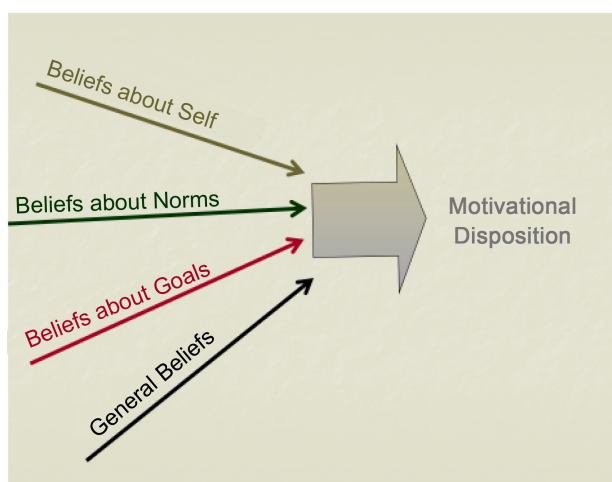 Beliefs about Self
Beliefs about Norms
Beliefs about Goals
General Beliefs
Motivational
Disposition